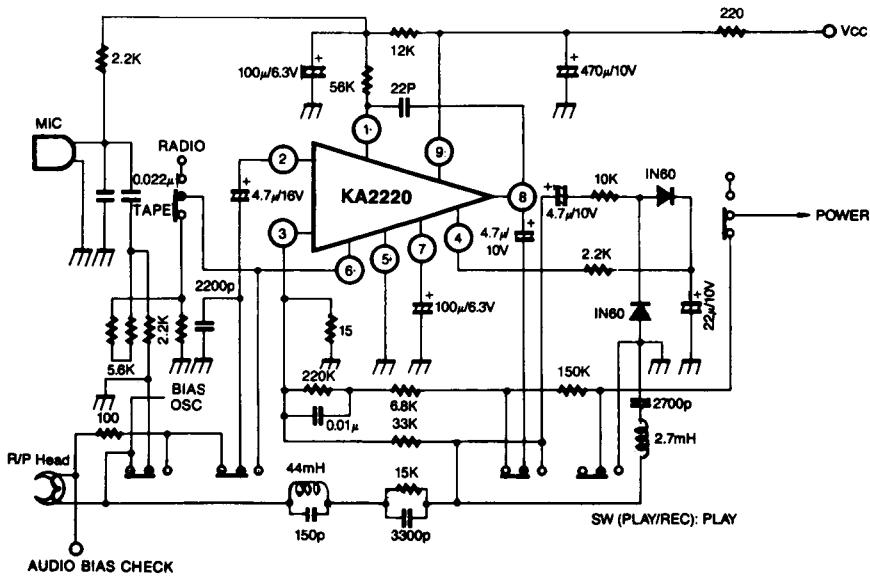 220
Vcc
12K
2.2K
100μ/6.3V
+
56K
22P
+
470μ/10V
MIC
1
RADIO
2
9
10K
IN60
0.022μ
KA2220
8
+
TAPE
+
4.7μ/16V
4.7μ/10V
POWER
3
4.7μ/
10V
+
7
4
6
5
2.2K
2200p
+
100μ/6.3V
IN60
+
22μ/10V
2.2K
15
5.6K
BIAS
OSC
220K
150K
6.8K
2700p
100
0.01μ
33K
R/P Head
2.7mH
44mH
15K
150p
3300p
SW (PLAY/REC): PLAY
AUDIO BIAS CHECK